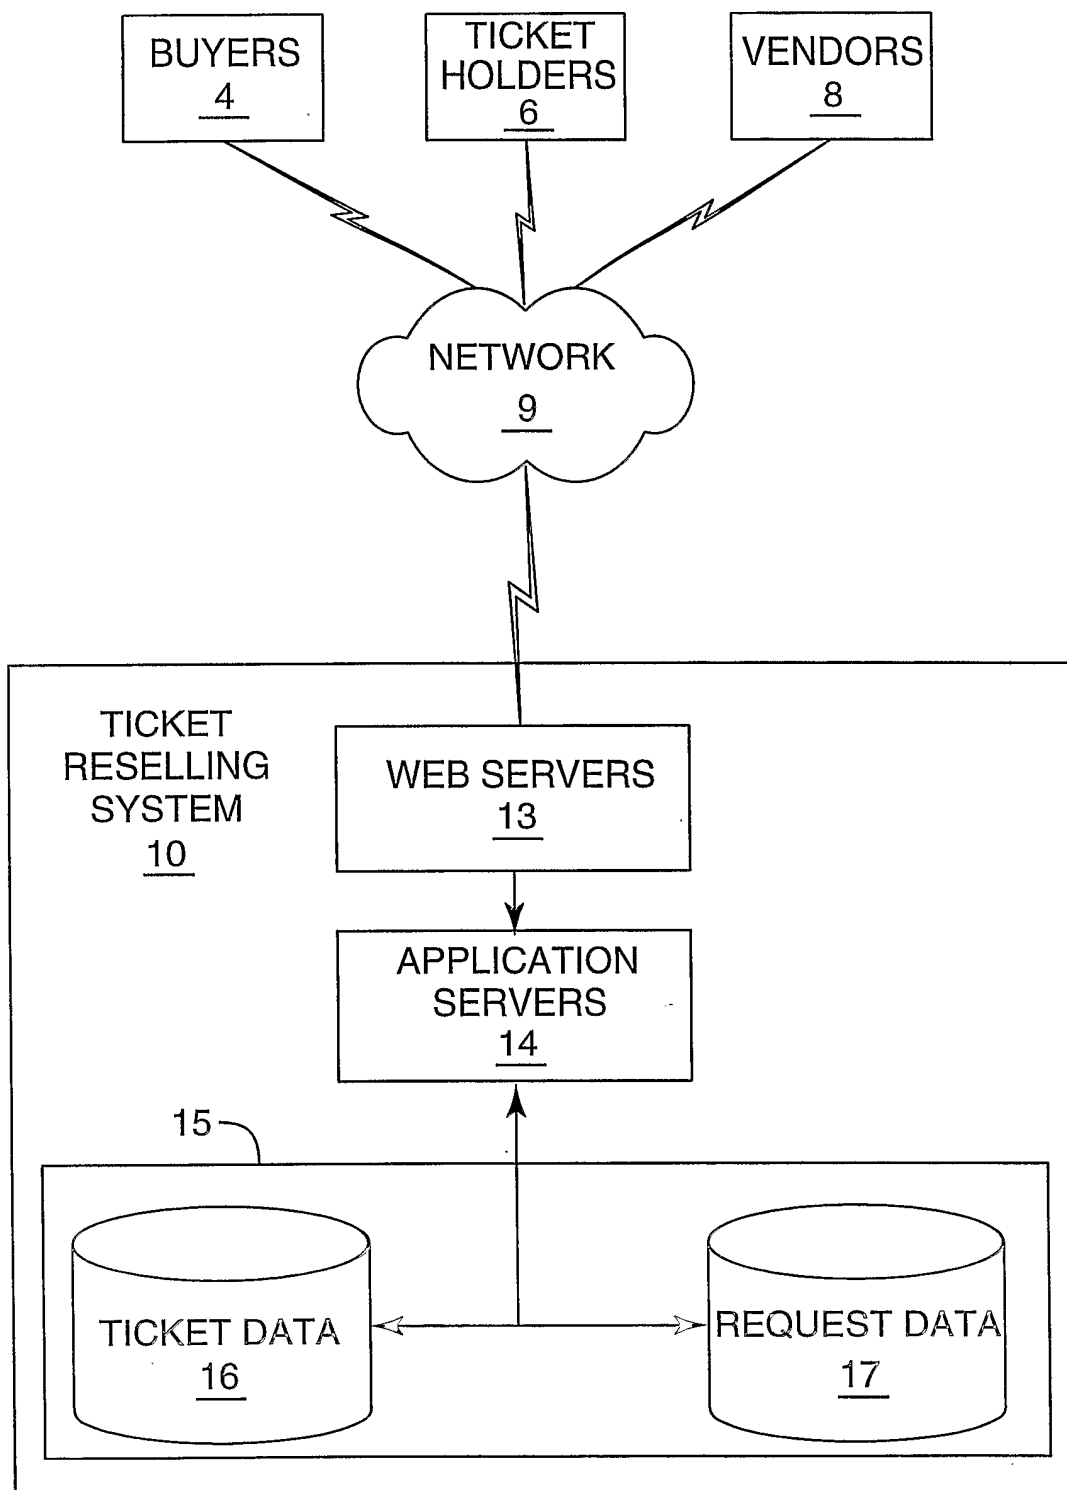 BUYERS
4
TICKET
HOLDERS
6
VENDORS
8
NETWORK
9
TICKET
RESELLING
SYSTEM
10
WEB SERVERS
13
APPLICATION
SERVERS
14
15
TICKET DATA
16
REQUEST DATA
17